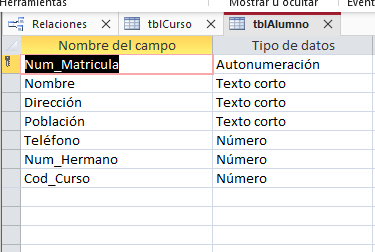 Herramientas Mostrar u ocultar Event
Relaciones tblCurso tblAlumno
Nombre del campo Tipo de datos
Num_Matricula Autonumeración
Nombre Texto corto
Dirección Texto corto
Población Texto corto
Teléfono Número
Num_Hermano Número
Cod_Curso Número